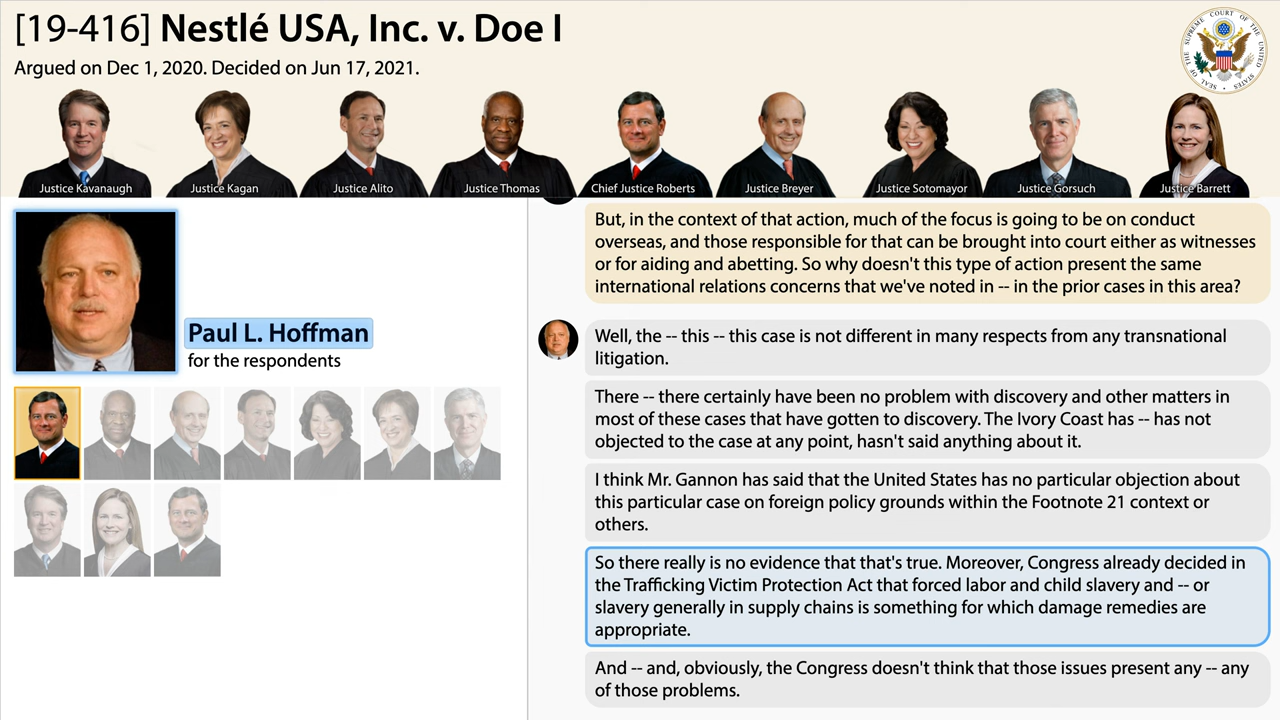 [19-416] Nestlé USA, Inc. v. Doe I
Argued on Dec 1, 2020. Decided on Jun 17, 2021.
SEAL OF THE SUPREME COURT OF THE UNITED STATES
Justice Kavanaugh
Justice Kagan
Justice Alito
Justice Thomas
Chief Justice Roberts
Justice Breyer
Justice Sotomayor
Justice Gorsuch
Justice Barrett
Paul L. Hoffman
for the respondents
But, in the context of that action, much of the focus is going to be on conduct
overseas, and those responsible for that can be brought into court either as witnesses
or for aiding and abetting. So why doesn't this type of action present the same
international relations concerns that we've noted in -- in the prior cases in this area?
Well, the -- this -- this case is not different in many respects from any transnational
litigation.
There -- there certainly have been no problem with discovery and other matters in
most of these cases that have gotten to discovery. The Ivory Coast has -- has not
objected to the case at any point, hasn't said anything about it.
I think Mr. Gannon has said that the United States has no particular objection about
this particular case on foreign policy grounds within the Footnote 21 context or
others.
So there really is no evidence that that's true. Moreover, Congress already decided in
the Trafficking Victim Protection Act that forced labor and child slavery and -- or
slavery generally in supply chains is something for which damage remedies are
appropriate.
And -- and, obviously, the Congress doesn't think that those issues present any -- any
of those problems.